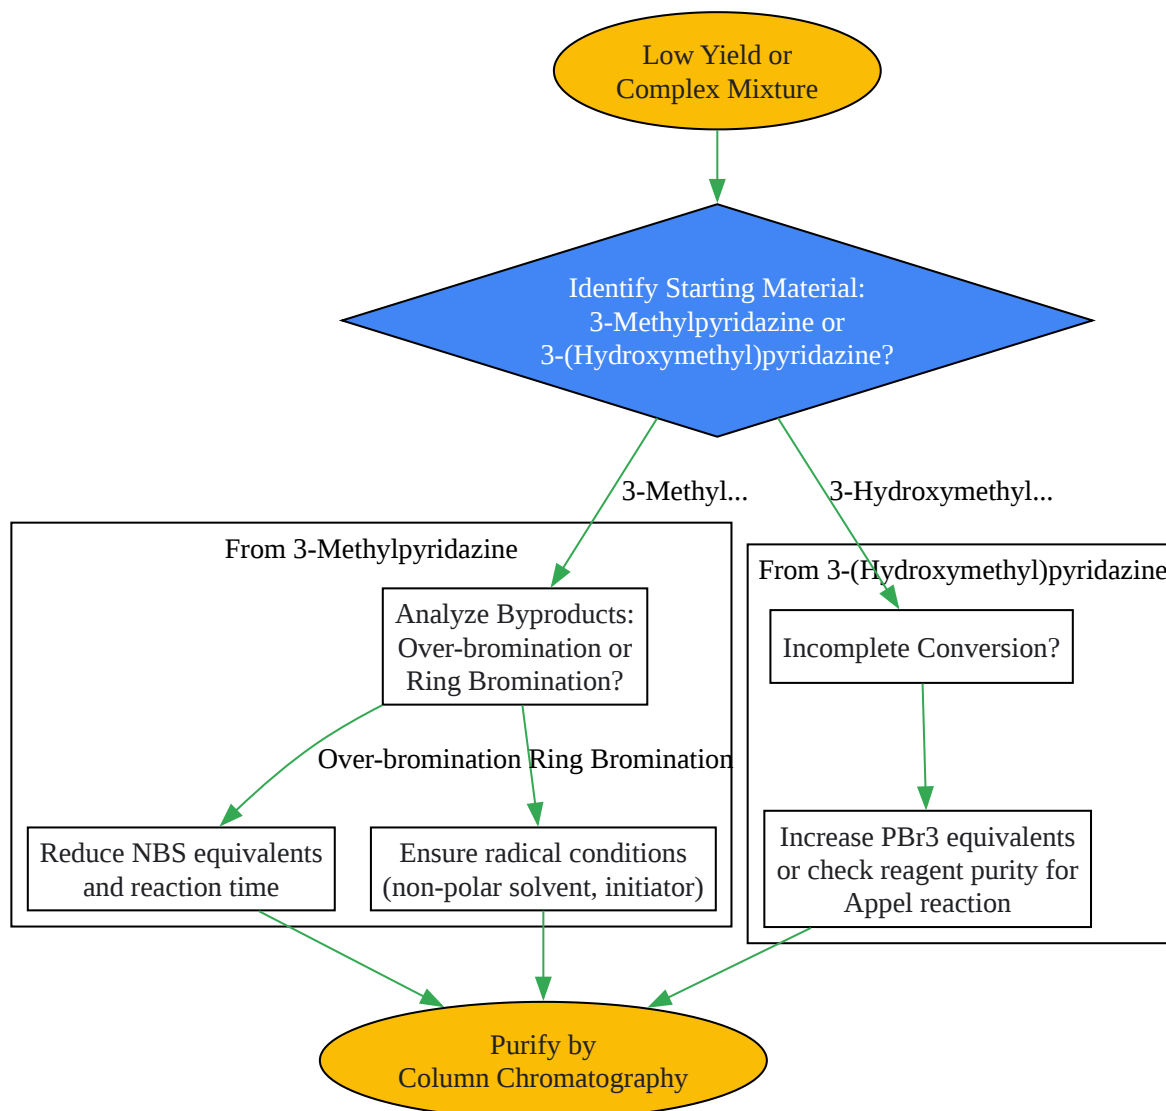 Low Yield or
Complex Mixture
Identify Starting Material:
3-Methylpyridazine or
3-(Hydroxymethyl)pyridazine?
3-Methyl...
3-Hydroxymethyl...
From 3-Methylpyridazine
Analyze Byproducts:
Over-bromination or
Ring Bromination?
Over-bromination
Ring Bromination
Reduce NBS equivalents
and reaction time
Ensure radical conditions
(non-polar solvent, initiator)
From 3-(Hydroxymethyl)pyridazine
Incomplete Conversion?
Increase PBr3 equivalents
or check reagent purity for
Appel reaction
Purify by
Column Chromatography